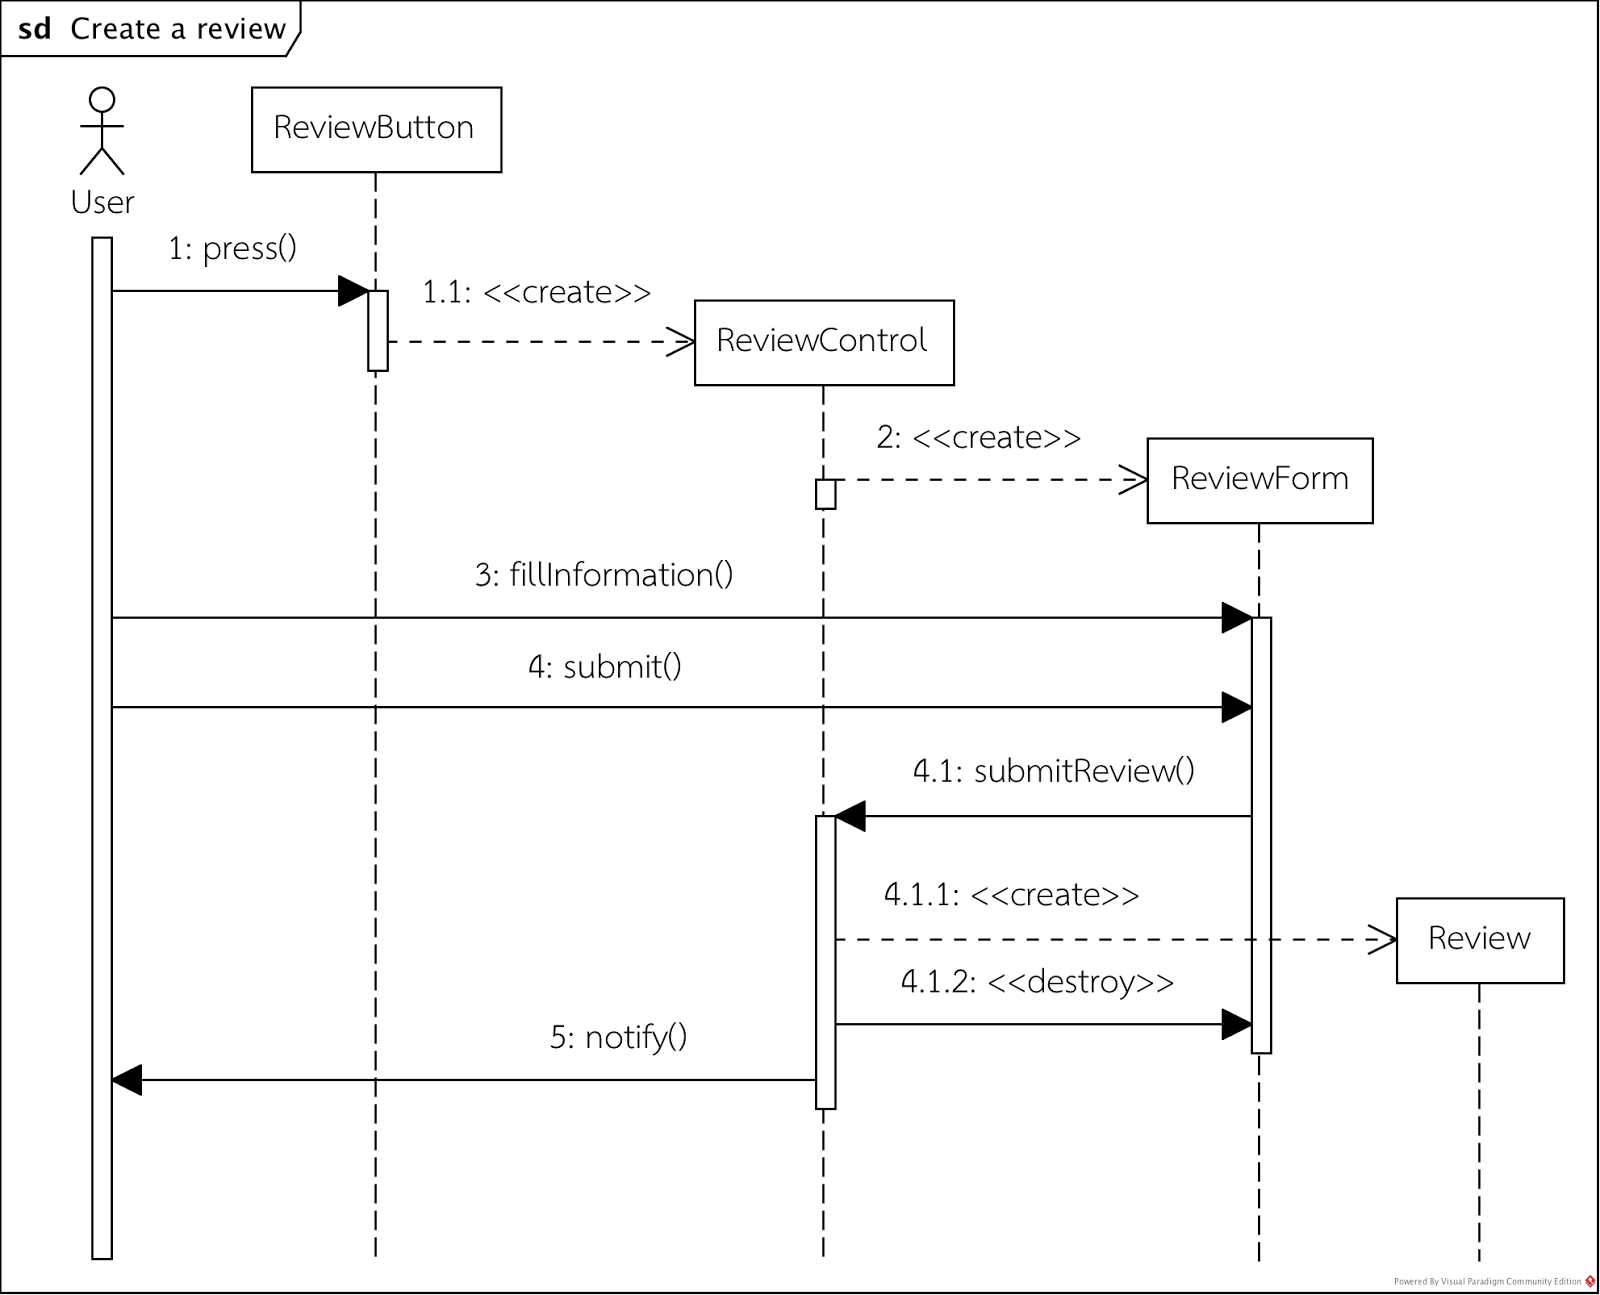 sd Create a review
ReviewButton
User
1: press()
1.1: <<create>>
ReviewControl
2: <<create>>
ReviewForm
3: fillInformation()
4: submit()
4.1: submitReview()
4.1.1: <<create>>
Review
4.1.2: <<destroy>>
5: notify()
Powered By Visual Paradigm Community Edition